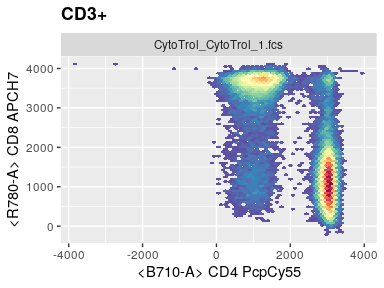 CD3+
CytoTrol_CytoTrol_1.fcs
<R780-A> CD8 APCH7
4000
3000
2000
1000
0
-4000 -2000 0 2000 4000
<B710-A> CD4 PcpCy55